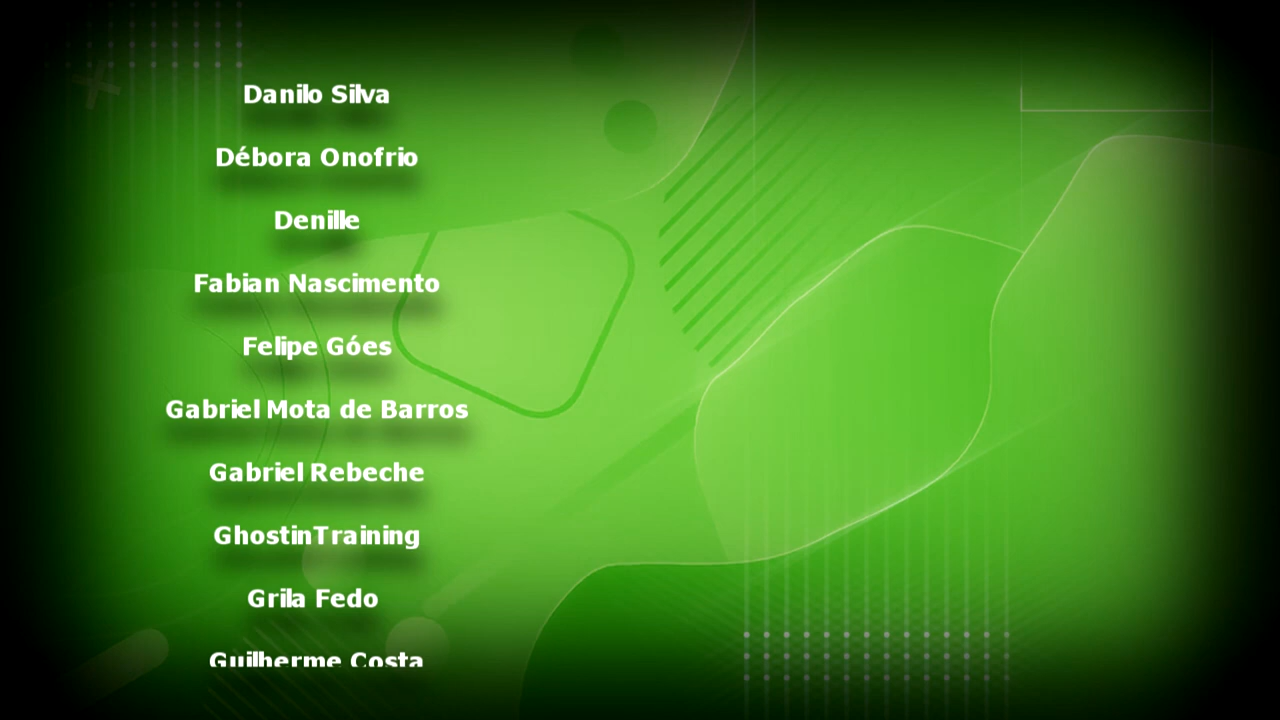 Danilo Silva
Débora Onofrio
Denille
Fabian Nascimento
Felipe Góes
Gabriel Mota de Barros
Gabriel Rebeche
GhostinTraining
Grila Fedo
Guilherme Costa